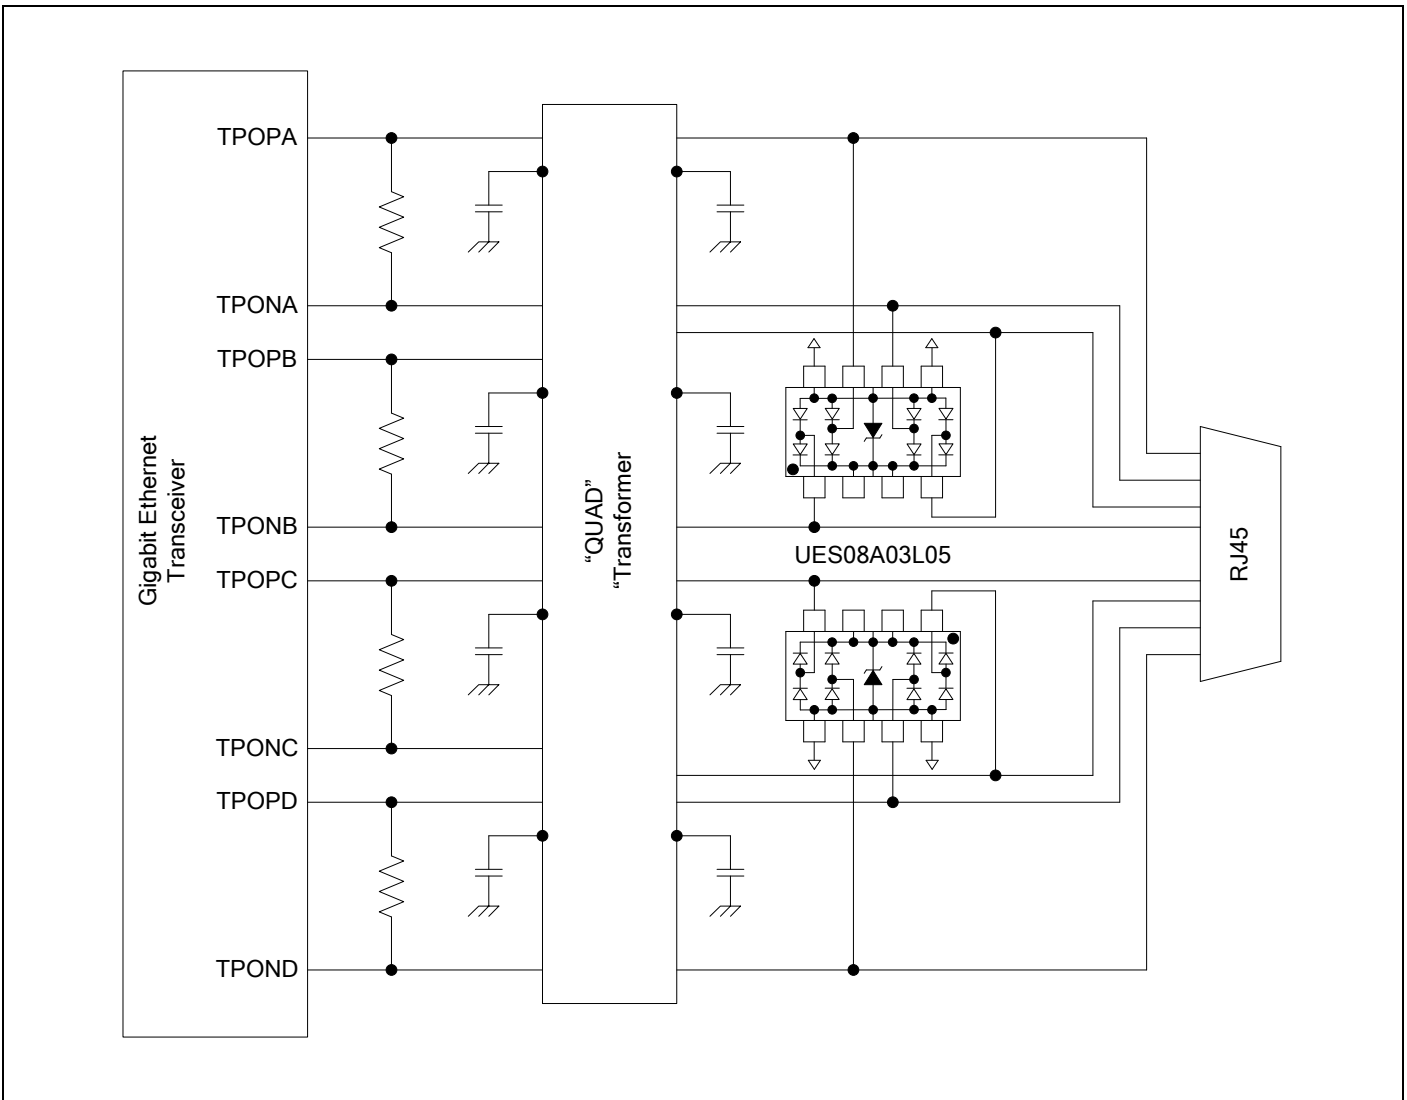 TPOPA
TPONA
TPOPB
TPONB
TPOPC
TPONC
TPOPD
TPOND
Gigabit Ethernet
Transceiver
“QUAD”
“Transformer
UES08A03L05
RJ45